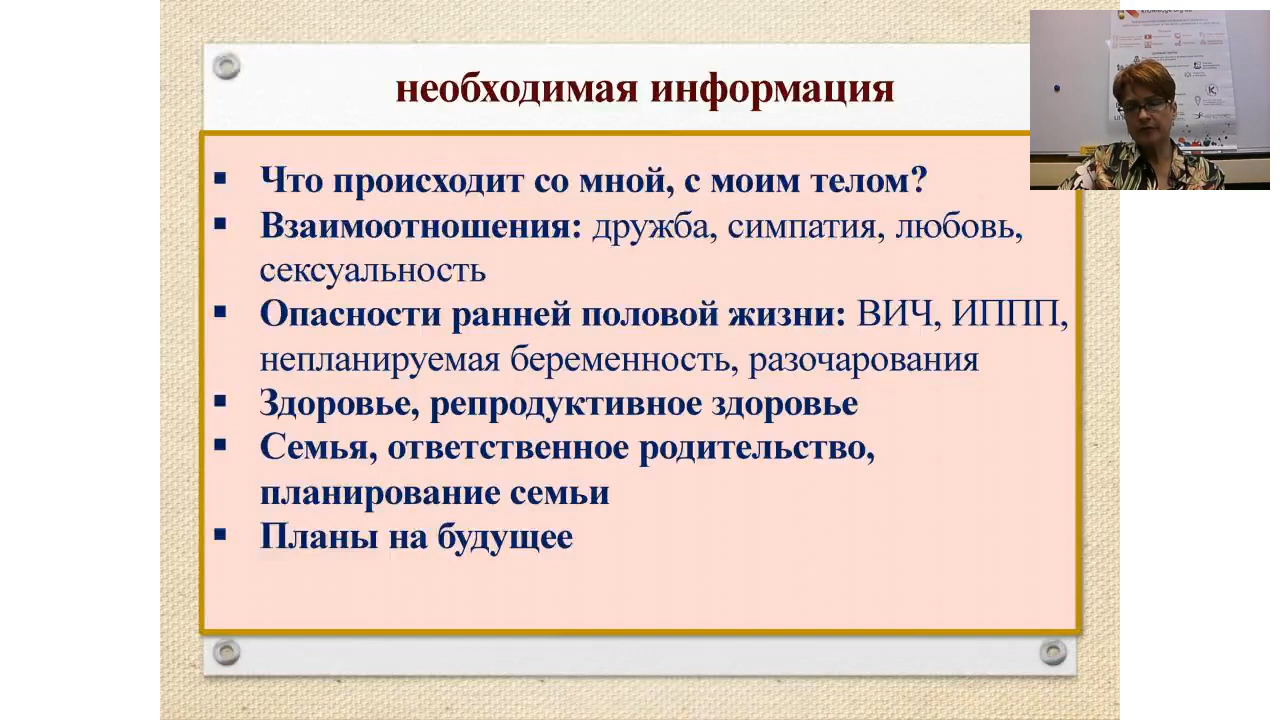 необходимая информация
▪ Что происходит со мной, с моим телом?
▪ Взаимоотношения: дружба, симпатия, любовь,
сексуальность
▪ Опасности ранней половой жизни: ВИЧ, ИППП,
непланируемая беременность, разочарования
▪ Здоровье, репродуктивное здоровье
▪ Семья, ответственное родительство,
планирование семьи
▪ Планы на будущее